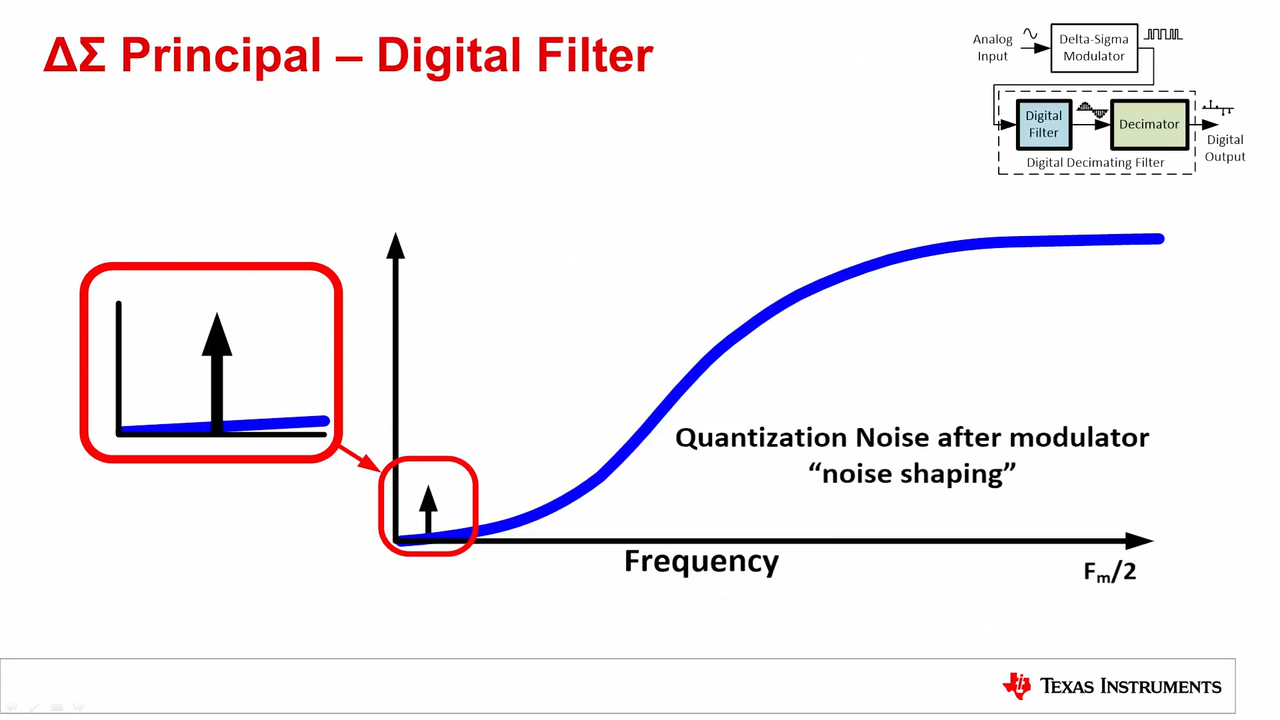 ΔΣ Principal – Digital Filter
Analog
Input
Delta-Sigma
Modulator
Digital
Filter
Decimator
Digital
Output
Digital Decimating Filter
Quantization Noise after modulator
“noise shaping”
Frequency
Fm/2
TEXAS INSTRUMENTS